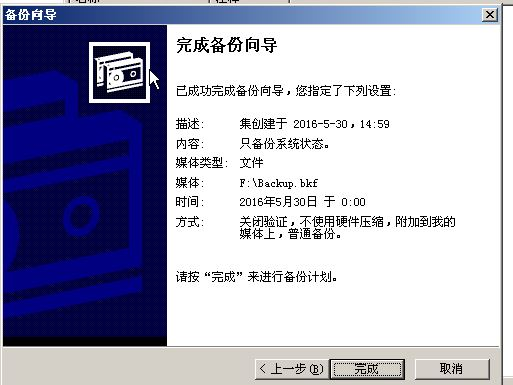 备份向导
完成备份向导
已成功完成备份向导，您指定了下列设置:
描述: 集创建于 2016-5-30，14:59
内容: 只备份系统状态。
媒体类型: 文件
媒体: F:\Backup.bkf
时间: 2016年5月30日 于 0:00
方式: 关闭验证，不使用硬件压缩，附加到我的
媒体上，普通备份。
请按“完成”来进行备份计划。
< 上一步(B) 完成 取消